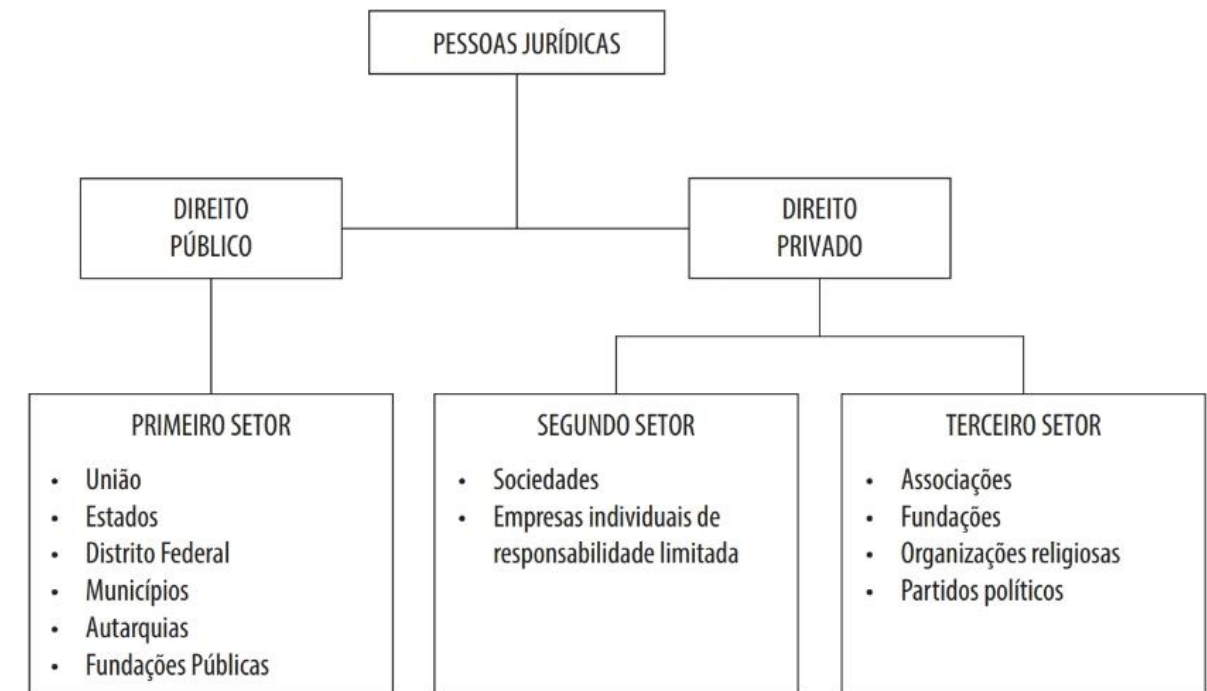 PESSOAS JURÍDICAS
DIREITO
PÚBLICO
DIREITO
PRIVADO
PRIMEIRO SETOR
• União
• Estados
• Distrito Federal
• Municípios
• Autarquias
• Fundações Públicas
SEGUNDO SETOR
• Sociedades
• Empresas individuais de
responsabilidade limitada
TERCEIRO SETOR
• Associações
• Fundações
• Organizações religiosas
• Partidos políticos